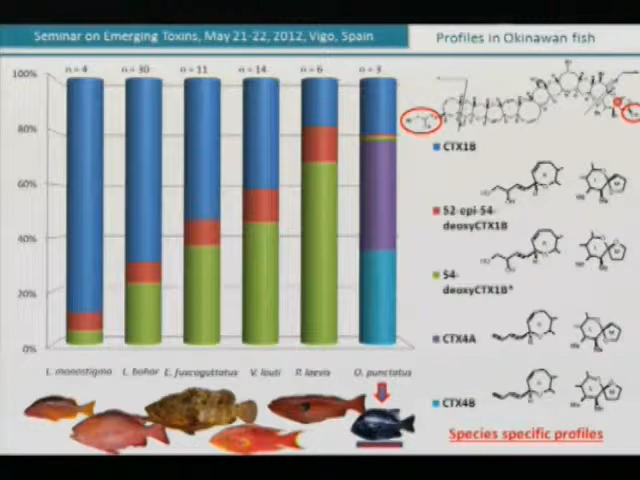 Seminar on Emerging Toxins, May 21-22, 2012, Vigo, Spain
Profiles in Okinawan fish
n = 4 n = 30 n = 11 n = 14 n = 6 n = 3
100%
80%
60%
40%
20%
0%
L. monostigma L. bohar E. fuscoguttatus V. louti P. laevis O. punctatus
CTX1B
52-epi-54-
deoxyCTX1B
54-
deoxyCTX1B*
CTX4A
CTX4B
Species specific profiles